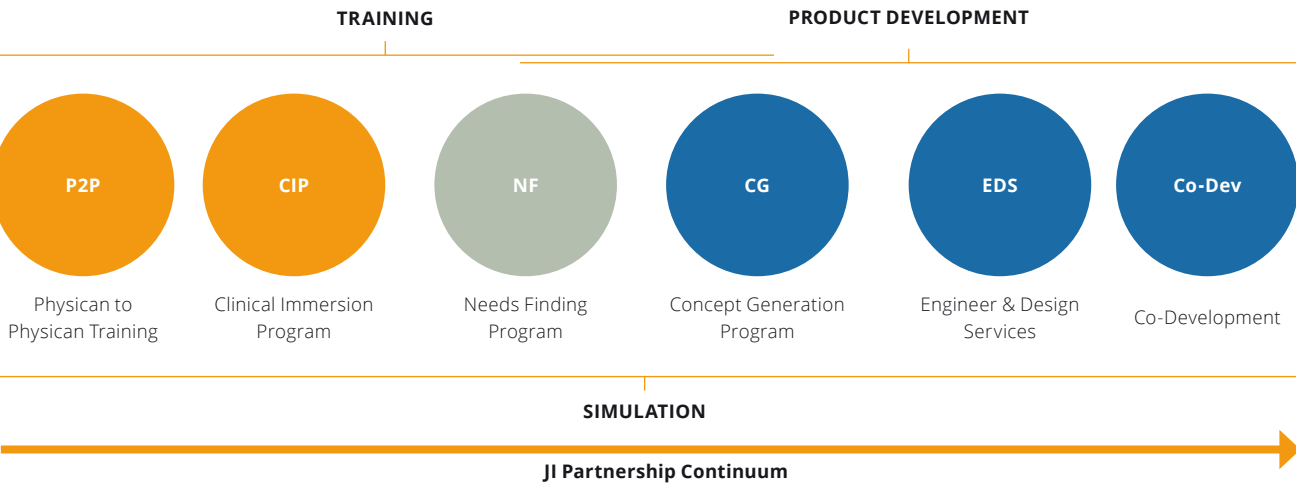 TRAINING
PRODUCT DEVELOPMENT
P2P
CIP
NF
CG
EDS
Co-Dev
Physican to
Physican Training
Clinical Immersion
Program
Needs Finding
Program
Concept Generation
Program
Engineer & Design
Services
Co-Development
SIMULATION
JI Partnership Continuum